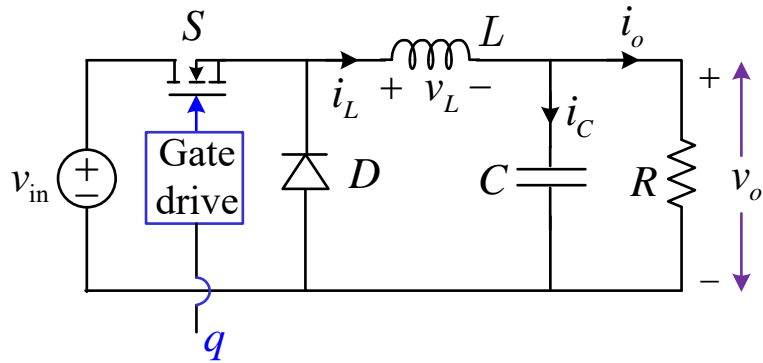 S
L
i_o
+
i_L
+ v_L −
i_C
+
−
v_in
Gate
drive
D
C
R
v_o
−
q